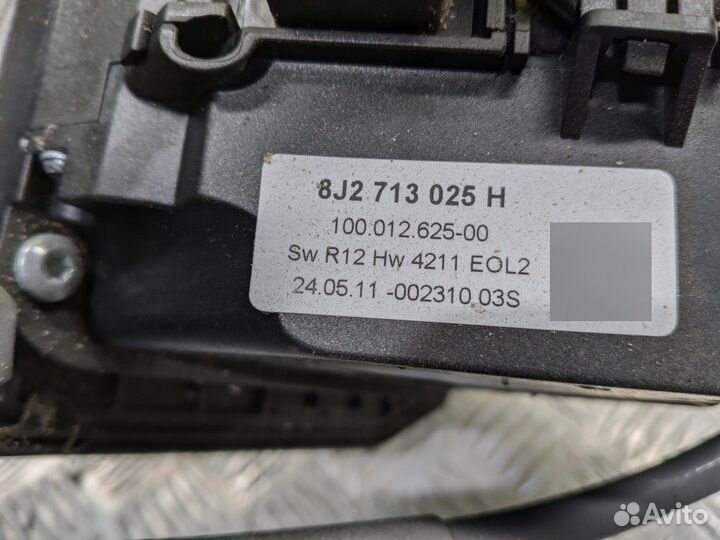 8J2 713 025 H
100.012.625-00
Sw R12 Hw 4211 EOL2
24.05.11 -002310 03S
Avito